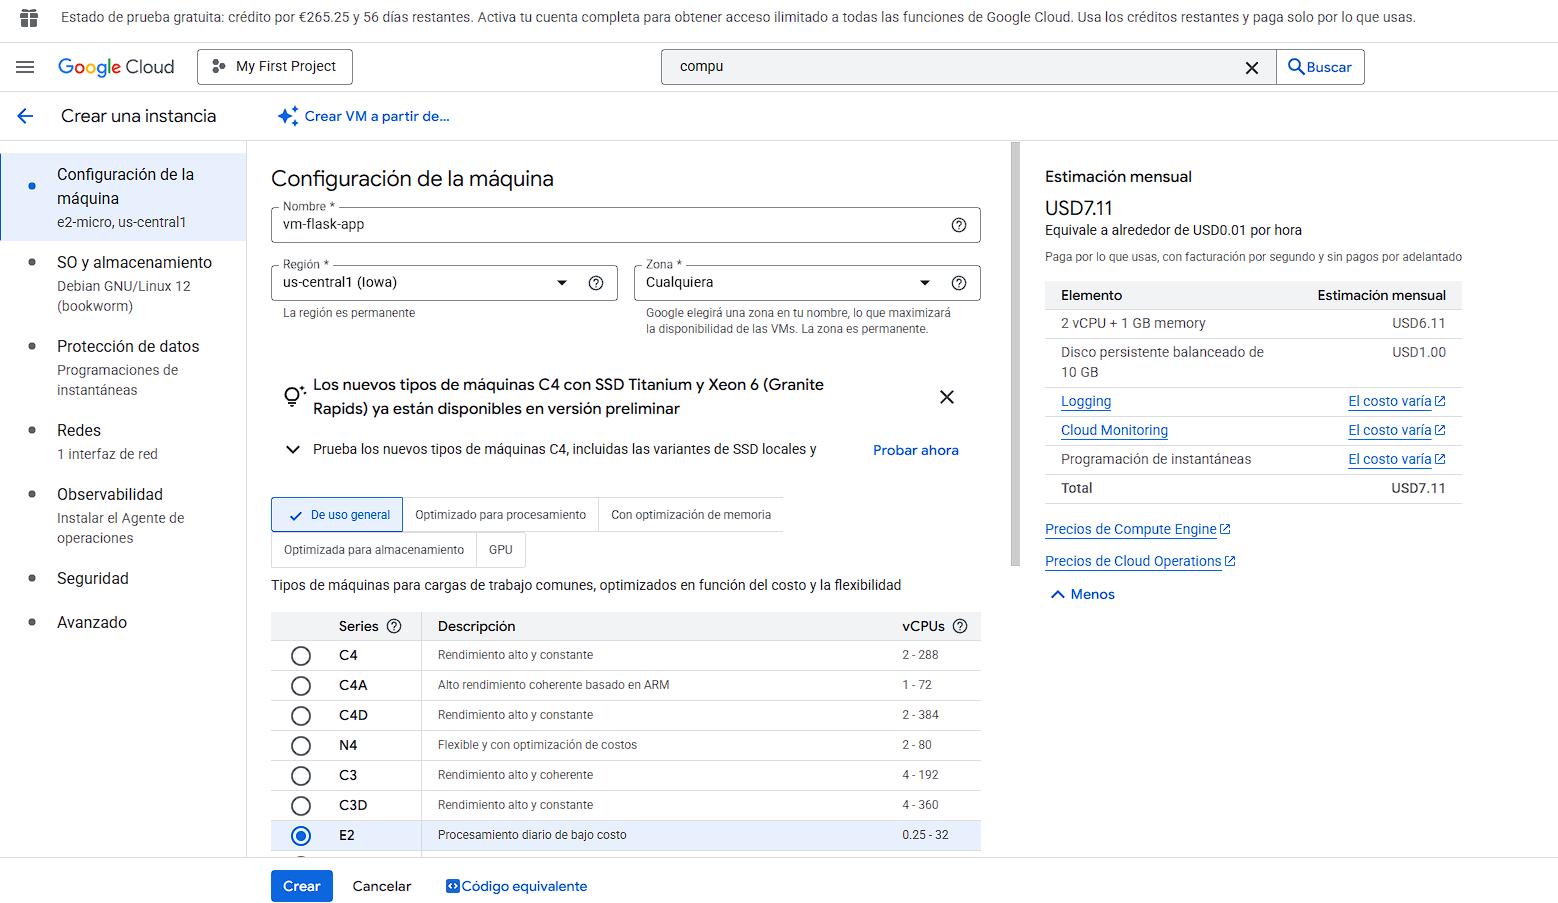 Estado de prueba gratuita: crédito por €265.25 y 56 días restantes. Activa tu cuenta completa para obtener acceso ilimitado a todas las funciones de Google Cloud. Usa los créditos restantes y paga solo por lo que usas.
Google Cloud
My First Project
compu
Buscar
Crear una instancia
Crear VM a partir de...
Configuración de la
máquina
e2-micro, us-central1
SO y almacenamiento
Debian GNU/Linux 12
(bookworm)
Protección de datos
Programaciones de
instantáneas
Redes
1 interfaz de red
Observabilidad
Instalar el Agente de
operaciones
Seguridad
Avanzado
Configuración de la máquina
Nombre *
vm-flask-app
Región *
us-central1 (Iowa)
La región es permanente
Zona *
Cualquiera
Google elegirá una zona en tu nombre, lo que maximizará
la disponibilidad de las VMs. La zona es permanente.
Los nuevos tipos de máquinas C4 con SSD Titanium y Xeon 6 (Granite
Rapids) ya están disponibles en versión preliminar
Prueba los nuevos tipos de máquinas C4, incluidas las variantes de SSD locales y
Probar ahora
De uso general
Optimizado para procesamiento
Con optimización de memoria
Optimizada para almacenamiento
GPU
Tipos de máquinas para cargas de trabajo comunes, optimizados en función del costo y la flexibilidad
Series Descripción vCPUs
C4 Rendimiento alto y constante 2 - 288
C4A Alto rendimiento coherente basado en ARM 1 - 72
C4D Rendimiento alto y constante 2 - 384
N4 Flexible y con optimización de costos 2 - 80
C3 Rendimiento alto y coherente 4 - 192
C3D Rendimiento alto y constante 4 - 360
E2 Procesamiento diario de bajo costo 0.25 - 32
Crear
Cancelar
Código equivalente
Estimación mensual
USD7.11
Equivale a alrededor de USD0.01 por hora
Paga por lo que usas, con facturación por segundo y sin pagos por adelantado
Elemento Estimación mensual
2 vCPU + 1 GB memory USD6.11
Disco persistente balanceado de USD1.00
10 GB
Logging El costo varía
Cloud Monitoring El costo varía
Programación de instantáneas El costo varía
Total USD7.11
Precios de Compute Engine
Precios de Cloud Operations
Menos